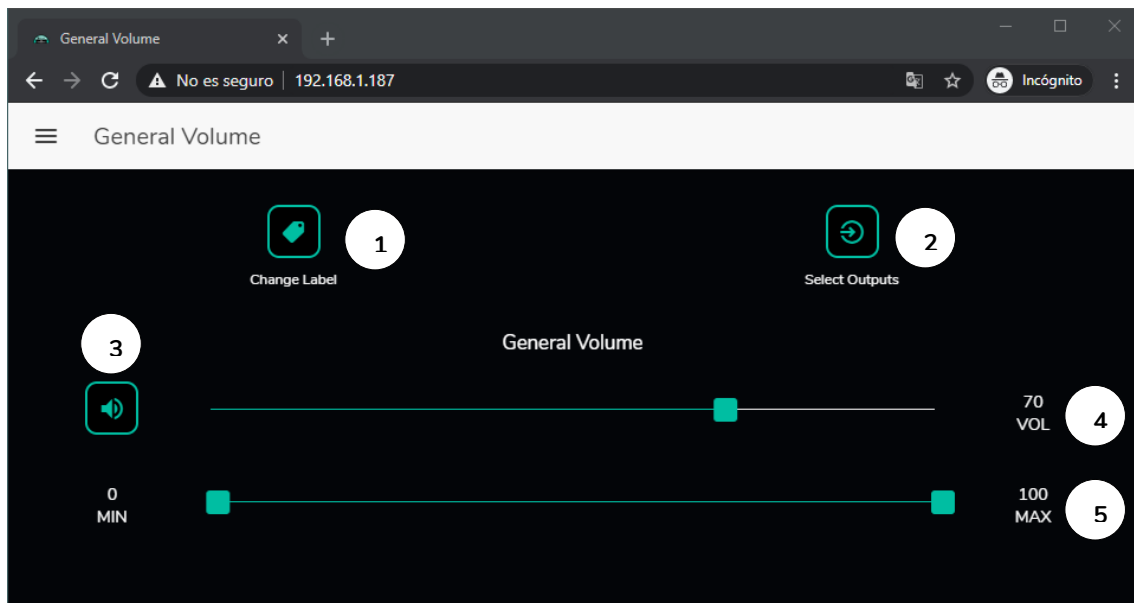 General Volume
No es seguro 192.168.1.187
Incógnito
General Volume
1
2
Change Label
Select Outputs
3
General Volume
70
VOL
4
0
MIN
100
MAX
5